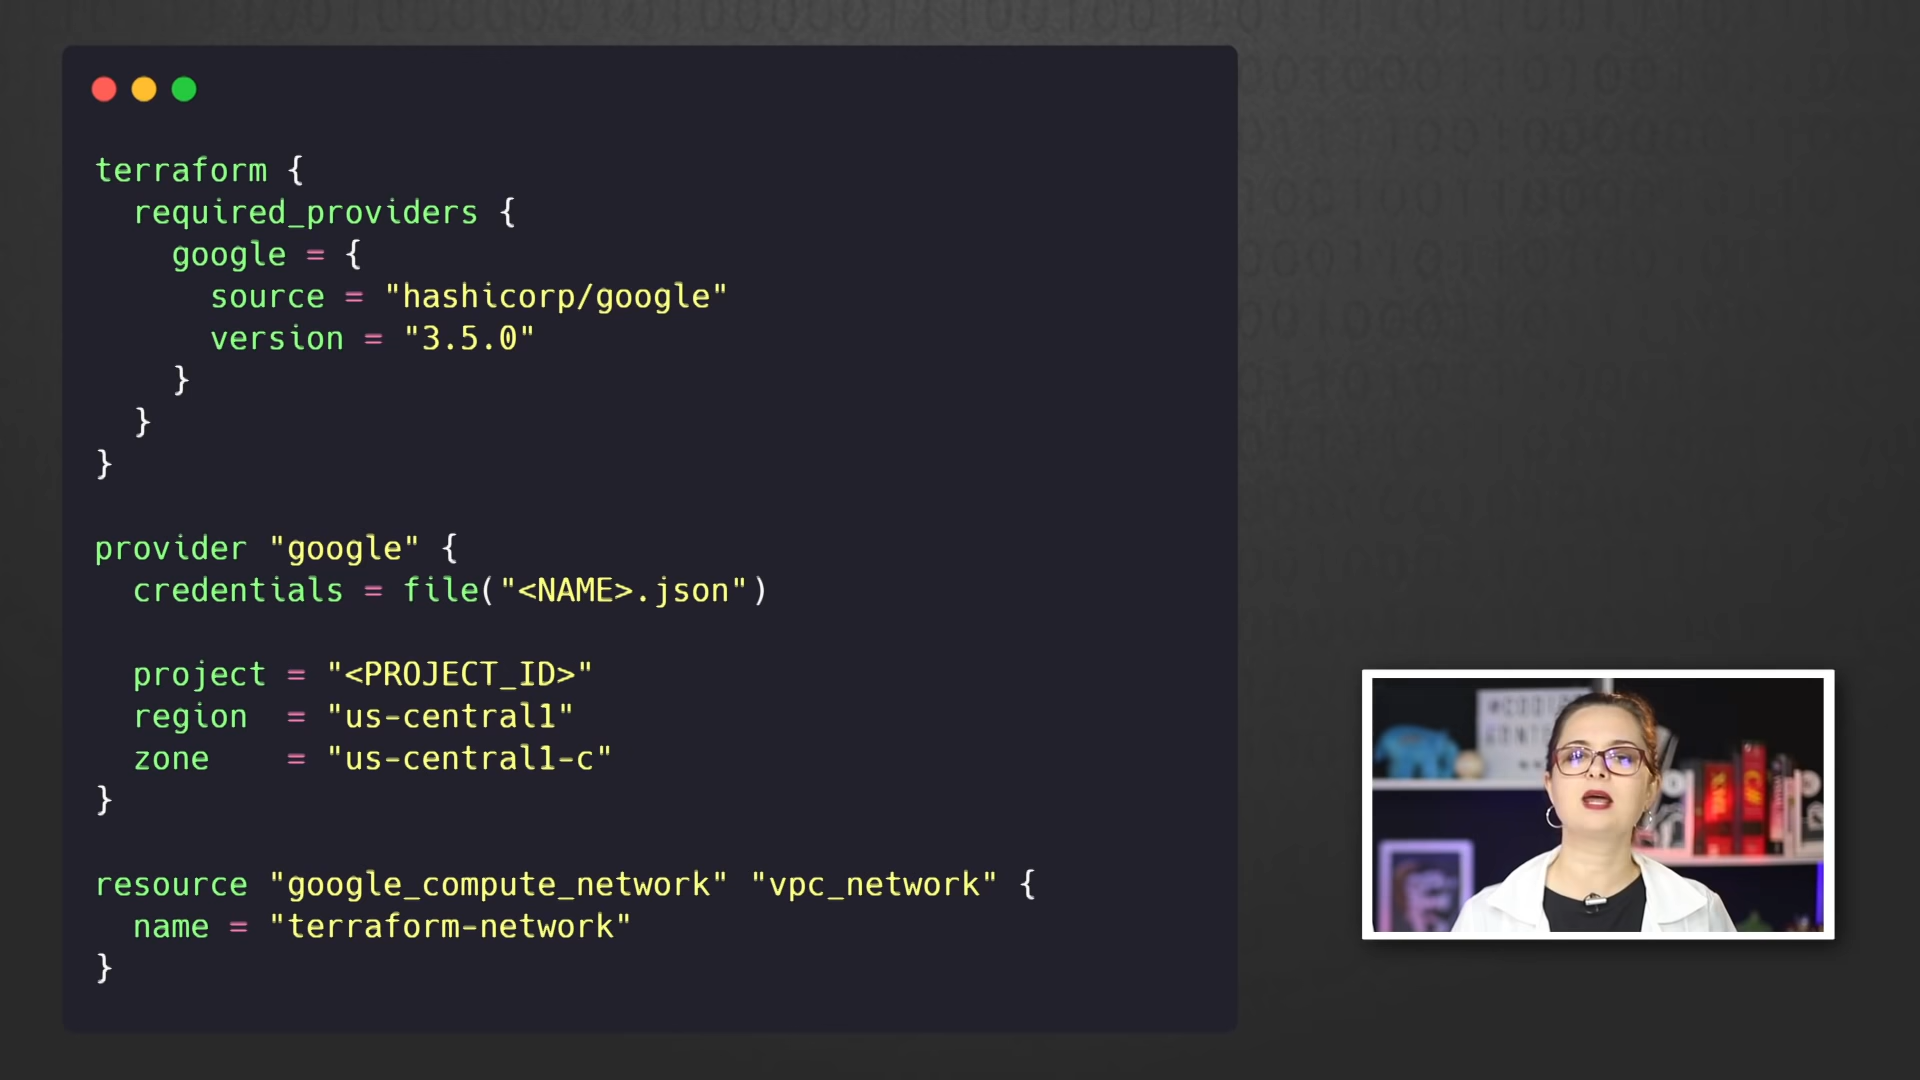 terraform {
required_providers {
google = {
source = "hashicorp/google"
version = "3.5.0"
}
}
}
provider "google" {
credentials = file("<NAME>.json")
project = "<PROJECT_ID>"
region = "us-central1"
zone = "us-central1-c"
}
resource "google_compute_network" "vpc_network" {
name = "terraform-network"
}